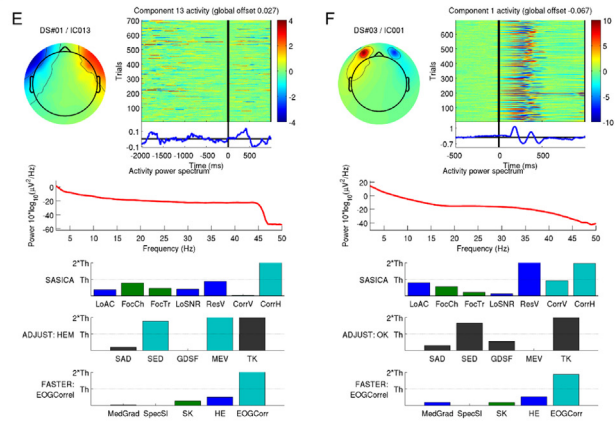 E
DS#01 / IC013
Component 13 activity (global offset 0.027)
Trials
700
600
500
400
300
200
100
4
2
0
-2
-4
0.1
-0.1
-2000 -1500 -1000 -500 0 500
Time (ms)
Activity power spectrum
Power 10*log10(µV²/Hz)
0
-20
-40
-60
5 10 15 20 25 30 35 40 45 50
Frequency (Hz)
SASICA
2*Th
Th
LoAC FocCh FocTr LoSNR ResV CorrV CorrH
ADJUST: HEM
2*Th
Th
SAD SED GDSF MEV TK
FASTER:
EOGCorrel
2*Th
Th
MedGrad SpecSl SK HE EOGCorr
F
DS#03 / IC001
Component 1 activity (global offset -0.067)
Trials
700
600
500
400
300
200
100
10
5
0
-5
-10
1
-0.7
-500 0 500
Time (ms)
Activity power spectrum
Power 10*log10(µV²/Hz)
20
0
-20
-40
5 10 15 20 25 30 35 40 45 50
Frequency (Hz)
SASICA
2*Th
Th
LoAC FocCh FocTr LoSNR ResV CorrV CorrH
ADJUST: OK
2*Th
Th
SAD SED GDSF MEV TK
FASTER:
EOGCorrel
2*Th
Th
MedGrad SpecSl SK HE EOGCorr